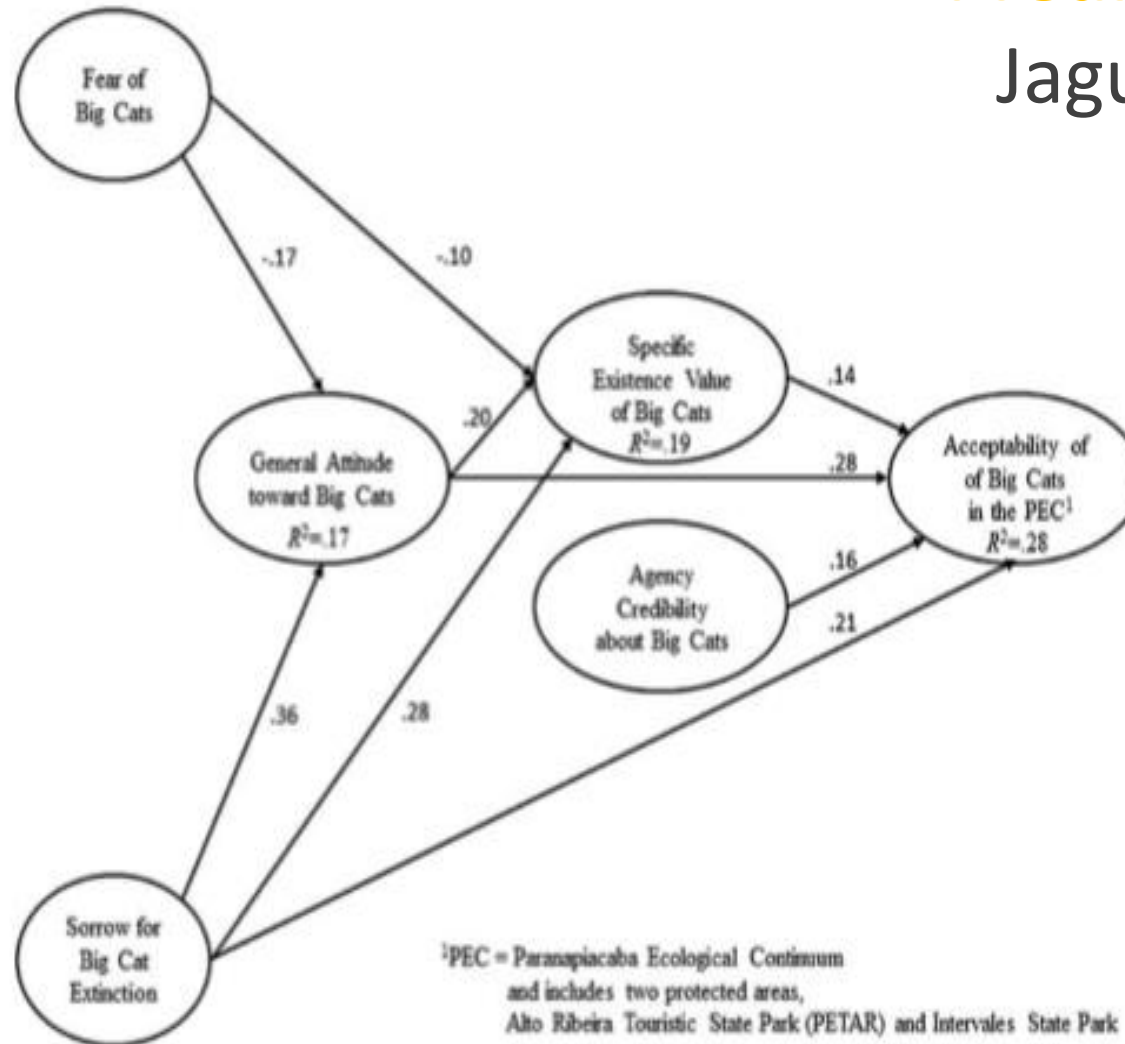 Jagu
Fear of
Big Cats
-.17
-.10
Specific
Existence Value
of Big Cats
R²=.19
.14
.20
General Attitude
toward Big Cats
R²=.17
.28
Acceptability of
of Big Cats
in the PEC¹
R²=.28
Agency
Credibility
about Big Cats
.16
.21
.36
.28
Sorrow for
Big Cat
Extinction
¹PEC = Paranapiacaba Ecological Continuum
and includes two protected areas,
Alto Ribeira Touristic State Park (PETAR) and Intervales State Park